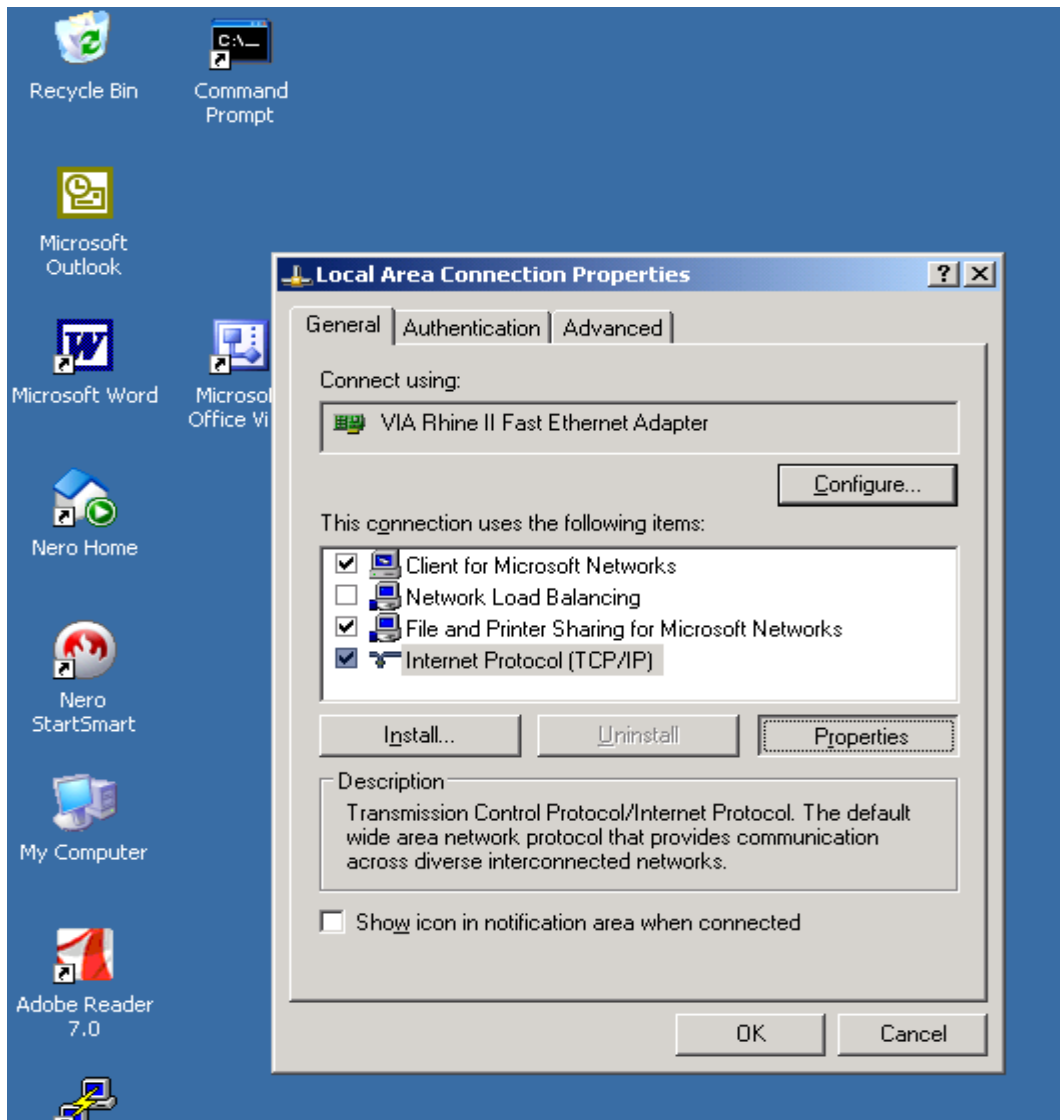 Recycle Bin
Command
Prompt
C:\_
Microsoft
Outlook
Microsoft Word
Microsof
Office Vi
Nero Home
Nero
StartSmart
My Computer
Adobe Reader
7.0
Local Area Connection Properties
General
Authentication
Advanced
Connect using:
VIA Rhine II Fast Ethernet Adapter
Configure...
This connection uses the following items:
Client for Microsoft Networks
Network Load Balancing
File and Printer Sharing for Microsoft Networks
Internet Protocol (TCP/IP)
Install...
Uninstall
Properties
Description
Transmission Control Protocol/Internet Protocol. The default
wide area network protocol that provides communication
across diverse interconnected networks.
Show icon in notification area when connected
OK
Cancel